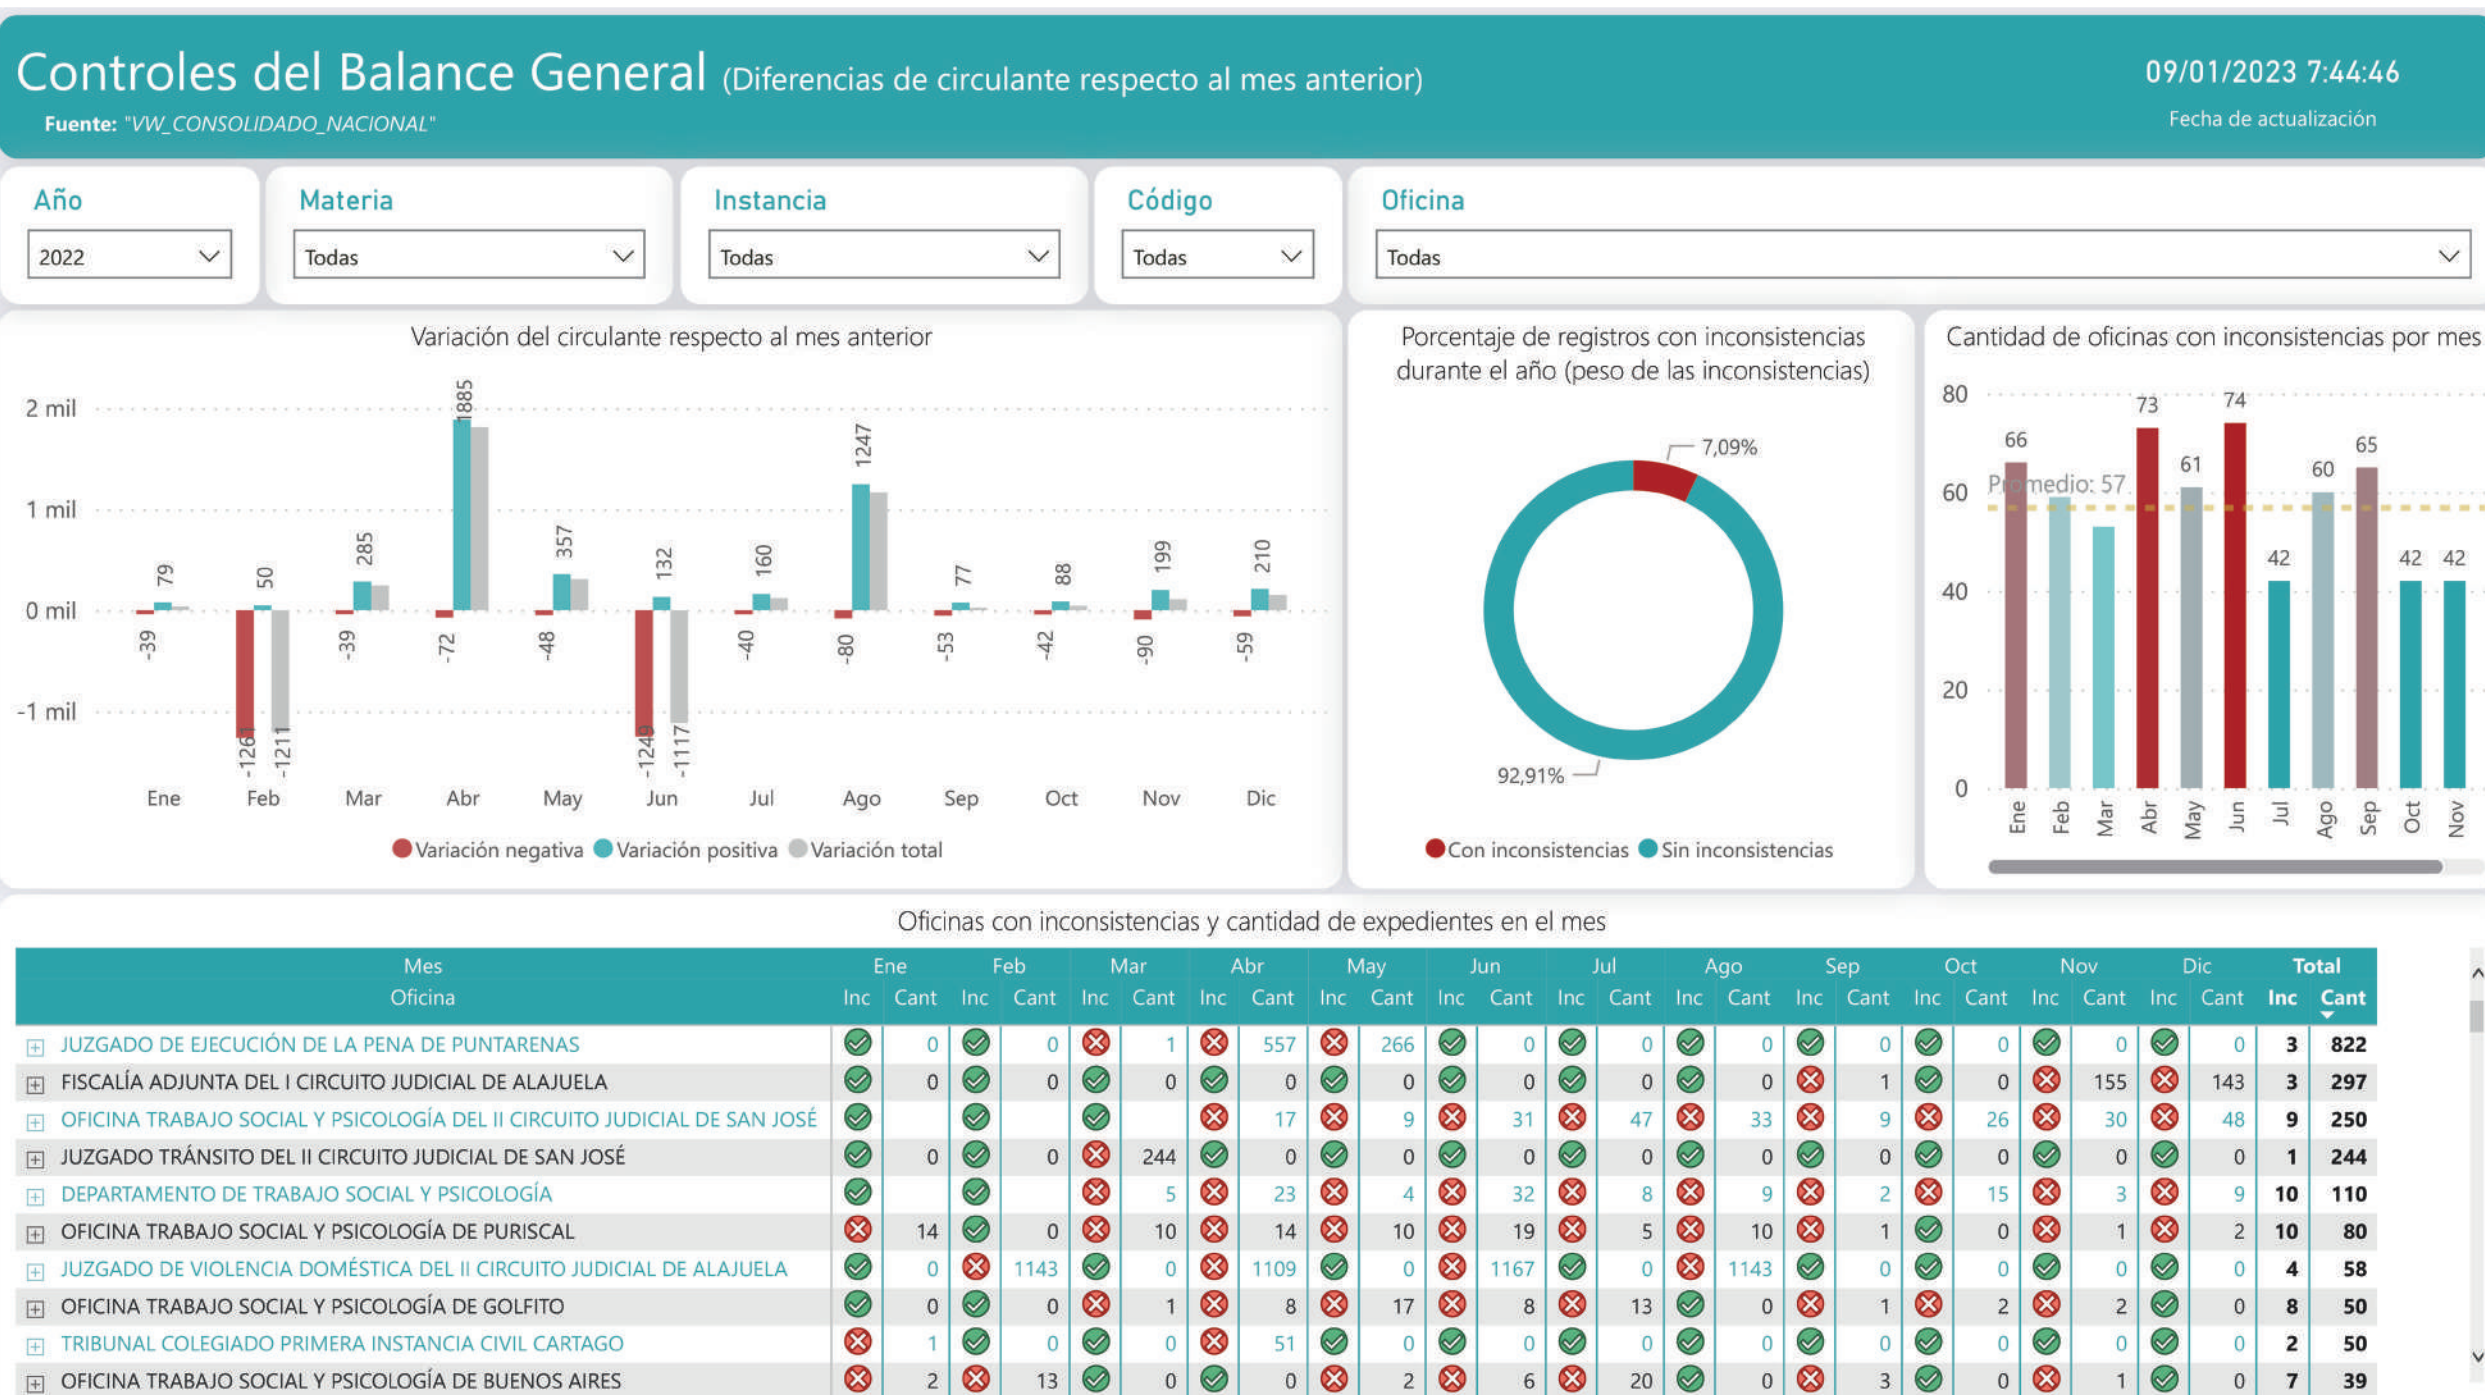 Controles del Balance General (Diferencias de circulante respecto al mes anterior)
Fuente: "VW_CONSOLIDADO_NACIONAL"
09/01/2023 7:44:46
Fecha de actualización
Año
2022
Materia
Todas
Instancia
Todas
Código
Todas
Oficina
Todas
Variación del circulante respecto al mes anterior
2 mil
1 mil
0 mil
-1 mil
79 50 285 1885 357 132 160 1247 77 88 199 210
-39 -1261 -1211 -39 -72 -48 -1249 -1117 -40 -80 -53 -42 -90 -59
Ene Feb Mar Abr May Jun Jul Ago Sep Oct Nov Dic
Variación negativa Variación positiva Variación total
Porcentaje de registros con inconsistencias
durante el año (peso de las inconsistencias)
7,09%
92,91%
Con inconsistencias Sin inconsistencias
Cantidad de oficinas con inconsistencias por mes
80
60
40
20
0
Promedio: 57
66 73 61 74 42 60 65 42 42
Ene Feb Mar Abr May Jun Jul Ago Sep Oct Nov
Oficinas con inconsistencias y cantidad de expedientes en el mes
Mes Ene Feb Mar Abr May Jun Jul Ago Sep Oct Nov Dic Total
Oficina Inc Cant Inc Cant Inc Cant Inc Cant Inc Cant Inc Cant Inc Cant Inc Cant Inc Cant Inc Cant Inc Cant Inc Cant Inc Cant
JUZGADO DE EJECUCIÓN DE LA PENA DE PUNTARENAS 0 0 1 557 266 0 0 0 0 0 0 0 3 822
FISCALÍA ADJUNTA DEL I CIRCUITO JUDICIAL DE ALAJUELA 0 0 0 0 0 0 0 0 1 0 155 143 3 297
OFICINA TRABAJO SOCIAL Y PSICOLOGÍA DEL II CIRCUITO JUDICIAL DE SAN JOSÉ 17 9 31 47 33 9 26 30 48 9 250
JUZGADO TRÁNSITO DEL II CIRCUITO JUDICIAL DE SAN JOSÉ 0 0 244 0 0 0 0 0 0 0 0 0 1 244
DEPARTAMENTO DE TRABAJO SOCIAL Y PSICOLOGÍA 5 23 4 32 8 9 2 15 3 9 10 110
OFICINA TRABAJO SOCIAL Y PSICOLOGÍA DE PURISCAL 14 0 10 14 10 19 5 10 1 0 1 2 10 80
JUZGADO DE VIOLENCIA DOMÉSTICA DEL II CIRCUITO JUDICIAL DE ALAJUELA 0 1143 0 1109 0 1167 0 1143 0 0 0 0 4 58
OFICINA TRABAJO SOCIAL Y PSICOLOGÍA DE GOLFITO 0 0 1 8 17 8 13 0 1 2 2 0 8 50
TRIBUNAL COLEGIADO PRIMERA INSTANCIA CIVIL CARTAGO 1 0 0 51 0 0 0 0 0 0 0 0 2 50
OFICINA TRABAJO SOCIAL Y PSICOLOGÍA DE BUENOS AIRES 2 13 0 0 2 6 20 0 3 0 1 0 7 39